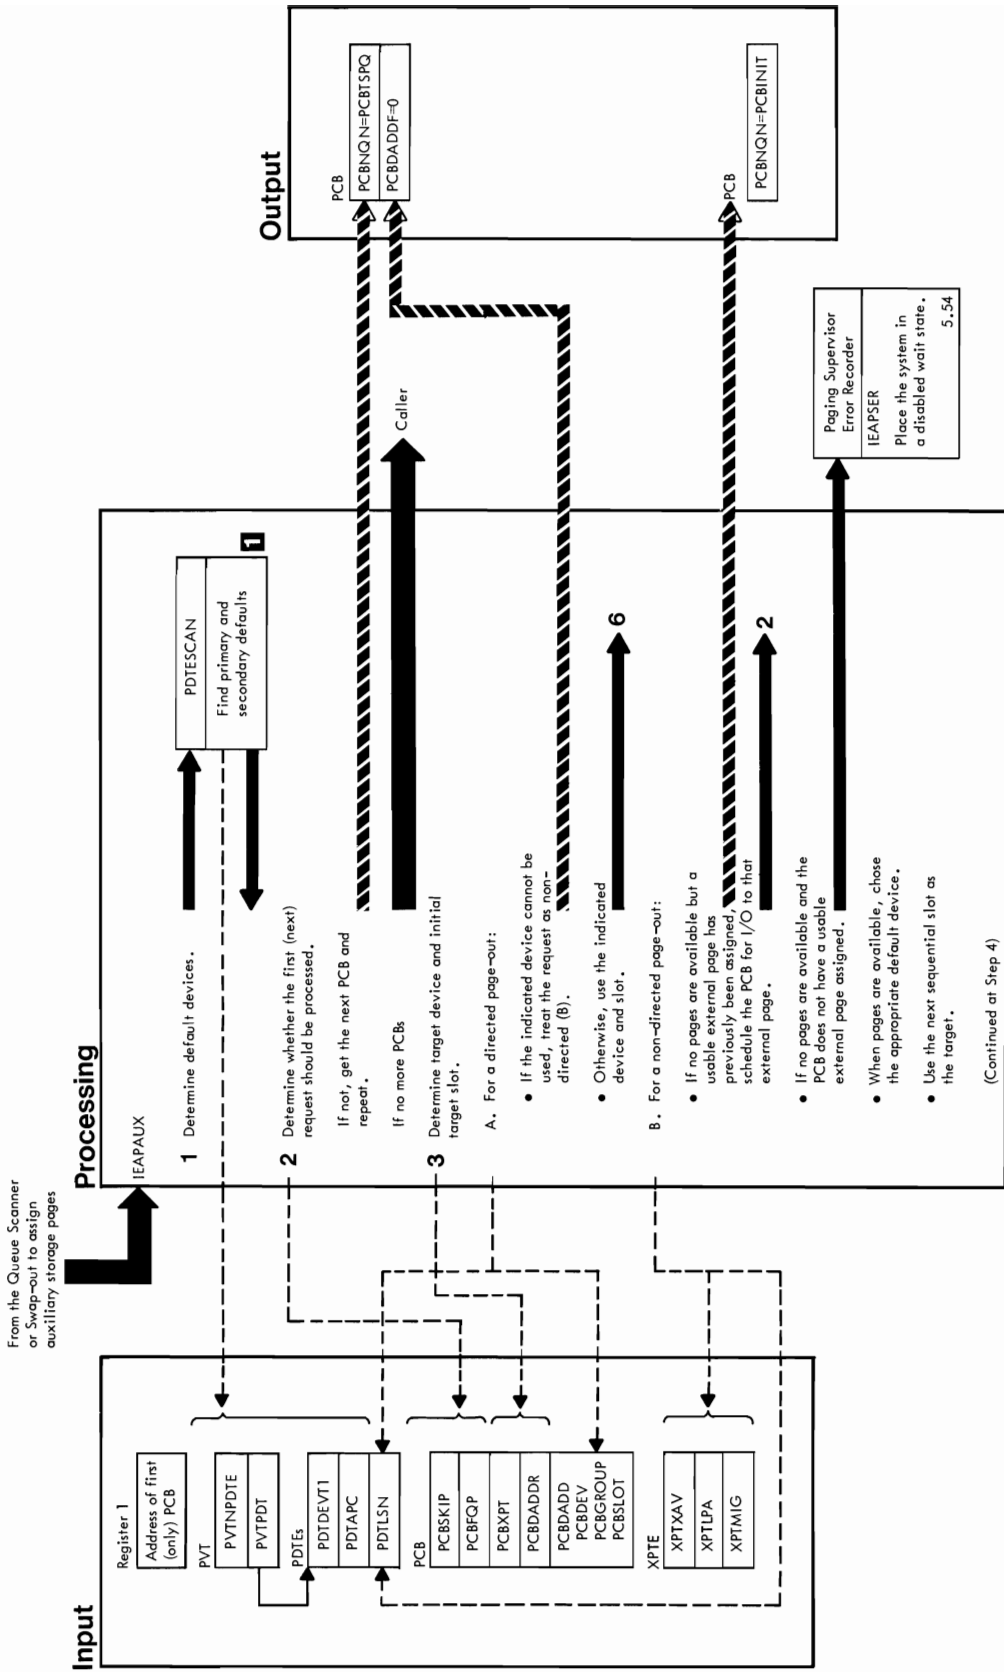 From the Queue Scanner
or Swap-out to assign
auxiliary storage pages
Input
Register 1
Address of first
(only) PCB
PVT
PVTNPDTE
PVTPDT
PDTEs
PDTDEVT1
PDTAPC
PDTLSN
PCB
PCBSKIP
PCBFQP
PCBXPT
PCBDADDR
PCBDADD
PCBDEV
PCBGROUP
PCBSLOT
XPTE
XPTXAV
XPTLPA
XPTMIG
Processing
IEAPAUX
1 Determine default devices.
PDTESCAN
Find primary and
secondary defaults
1
2 Determine whether the first (next)
request should be processed.
If not, get the next PCB and
repeat.
If no more PCBs
Caller
3 Determine target device and initial
target slot.
A. For a directed page-out:
• If the indicated device cannot be
used, treat the request as non-
directed (B).
• Otherwise, use the indicated
device and slot.
6
B. For a non-directed page-out:
• If no pages are available but a
usable external page has
previously been assigned,
schedule the PCB for I/O to that
external page.
2
• If no pages are available and the
PCB does not have a usable
external page assigned.
• When pages are available, chose
the appropriate default device.
• Use the next sequential slot as
the target.
(Continued at Step 4)
Output
PCB
PCBNQN=PCBTSPQ
PCBDADDF=0
PCB
PCBNQN=PCBINIT
Paging Supervisor
Error Recorder
IEAPSER
Place the system in
a disabled wait state.
5.54